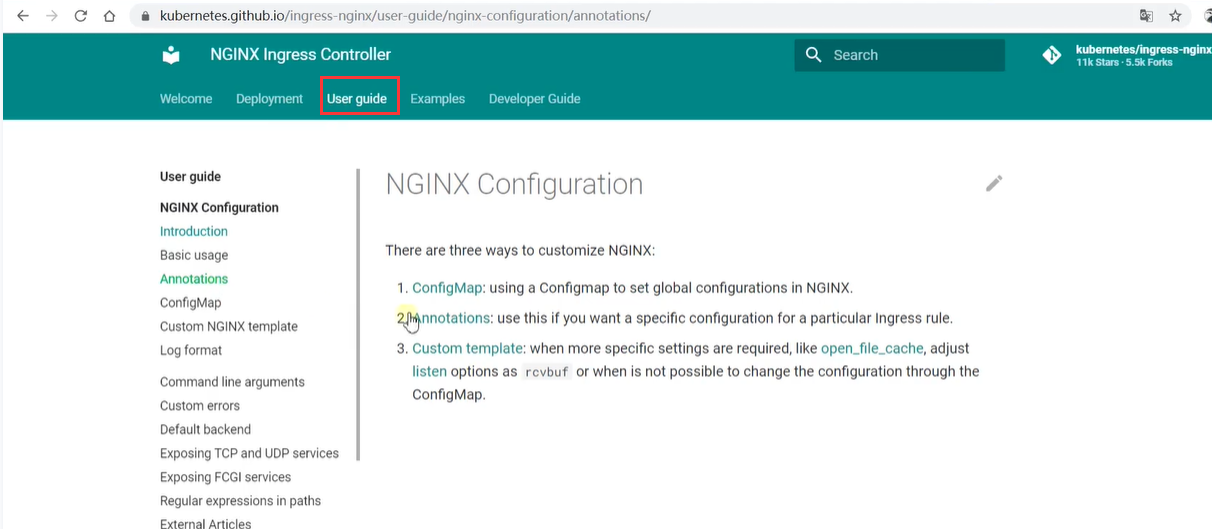 kubernetes.github.io/ingress-nginx/user-guide/nginx-configuration/annotations/
NGINX Ingress Controller
Search
kubernetes/ingress-nginx
11k Stars · 5.5k Forks
Welcome Deployment User guide Examples Developer Guide
User guide
NGINX Configuration
Introduction
Basic usage
Annotations
ConfigMap
Custom NGINX template
Log format
Command line arguments
Custom errors
Default backend
Exposing TCP and UDP services
Exposing FCGI services
Regular expressions in paths
External Articles
NGINX Configuration
There are three ways to customize NGINX:
1. ConfigMap: using a Configmap to set global configurations in NGINX.
2. Annotations: use this if you want a specific configuration for a particular Ingress rule.
3. Custom template: when more specific settings are required, like open_file_cache, adjust
listen options as rcvbuf or when is not possible to change the configuration through the
ConfigMap.